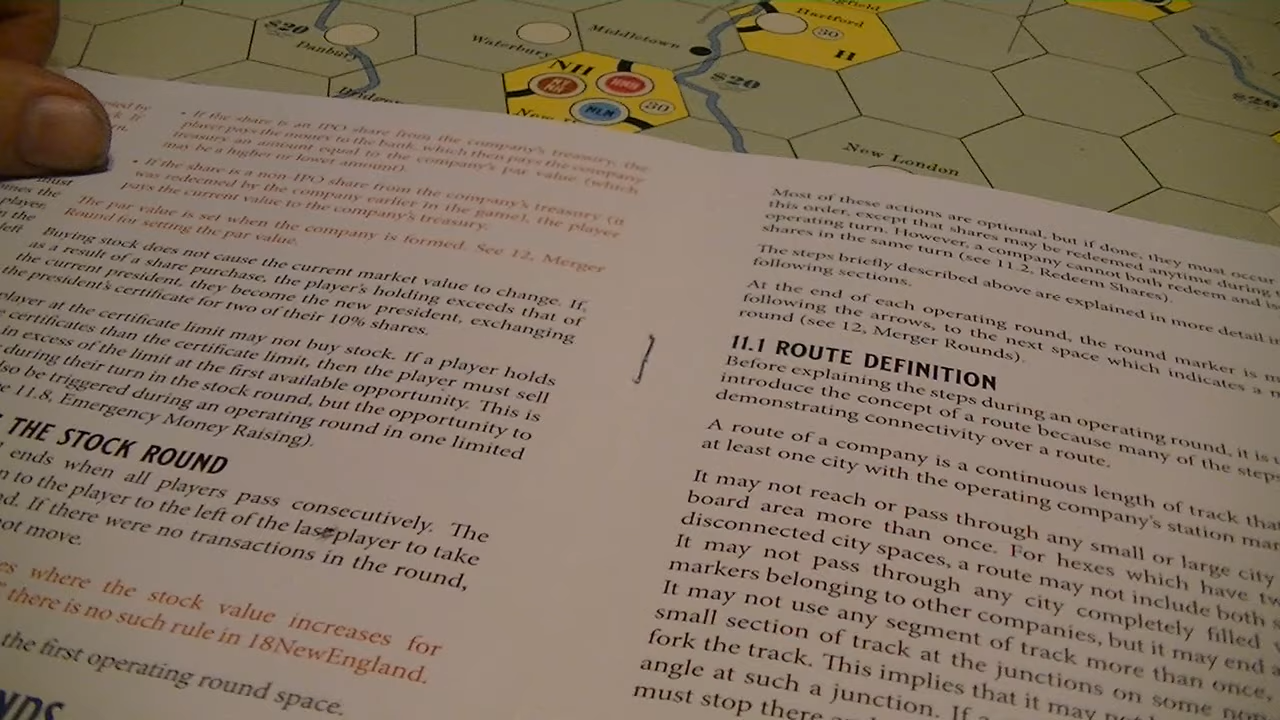 $20
Danbury
Waterbury
Middletown
Hartford
30
H
NH
30
MLM
$20
New London
• If the share is an IPO share from the company's treasury, the
player pays the money to the bank, which then pays the company
treasury an amount equal to the company's par value (which
may be a higher or lower amount).
• If the share is a non-IPO share from the company's treasury (it
was redeemed by the company earlier in the game), the player
pays the current value to the company's treasury.
The par value is set when the company is formed. See 12, Merger
Round for setting the par value.
Buying stock does not cause the current market value to change. If,
as a result of a share purchase, the player's holding exceeds that of
the current president, they become the new president, exchanging
the president's certificate for two of their 10% shares.
player at the certificate limit may not buy stock. If a player holds
certificates than the certificate limit, then the player must sell
in excess of the limit at the first available opportunity. This is
during their turn in the stock round, but the opportunity to
also be triggered during an operating round in one limited
11.8, Emergency Money Raising).
THE STOCK ROUND
ends when all players pass consecutively. The
to the player to the left of the last player to take
If there were no transactions in the round,
not move.
where the stock value increases for
there is no such rule in 18NewEngland.
the first operating round space.
Most of these actions are optional, but if done, they must occur
this order, except that shares may be redeemed anytime during
operating turn. However, a company cannot both redeem and
shares in the same turn (see 11.2, Redeem Shares).
The steps briefly described above are explained in more detail
following sections.
At the end of each operating round, the round marker is
following the arrows, to the next space which indicates a
round (see 12, Merger Rounds).
11.1 ROUTE DEFINITION
Before explaining the steps during an operating round, it is
introduce the concept of a route because many of the steps
demonstrating connectivity over a route.
A route of a company is a continuous length of track
at least one city with the operating company's station
It may not reach or pass through any small or large city
board area more than once. For hexes which have
disconnected city spaces, a route may not include both
It may not pass through any city completely filled
markers belonging to other companies, but it may end
It may not use any segment of track more than once,
small section of track at the junctions on some
fork the track. This implies that it may
angle at such a junction. If
must stop there